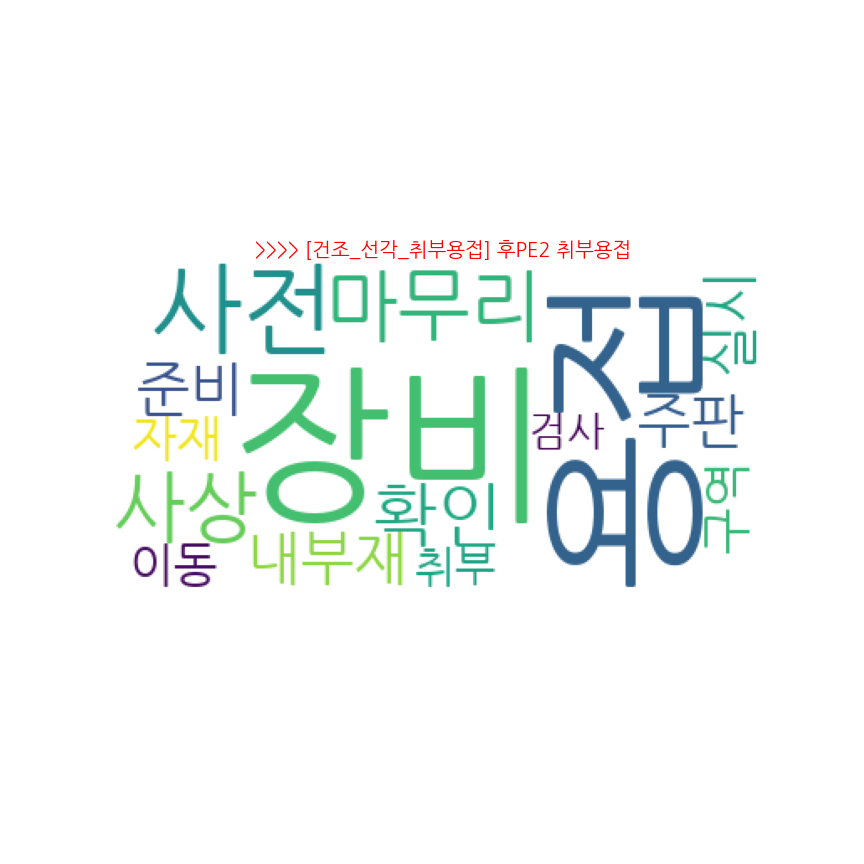 >>>> [건조_선각_취부용접] 후PE2 취부용접
사전
마무리
용접
실시
준비
장비
자재
검사
주판
사상
확인
구역
이동
내부재
취부